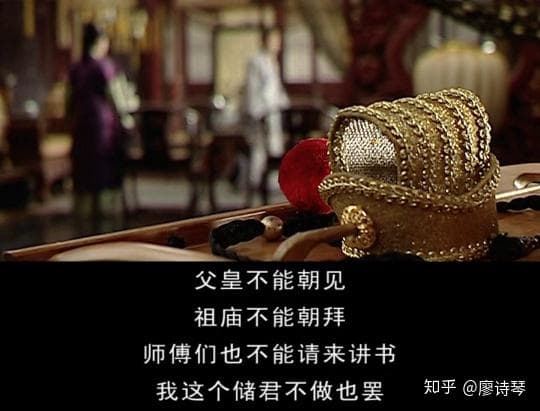 父皇不能朝见
祖庙不能朝拜
师傅们也不能请来讲书
我这个储君不做也罢
知乎 @廖诗琴